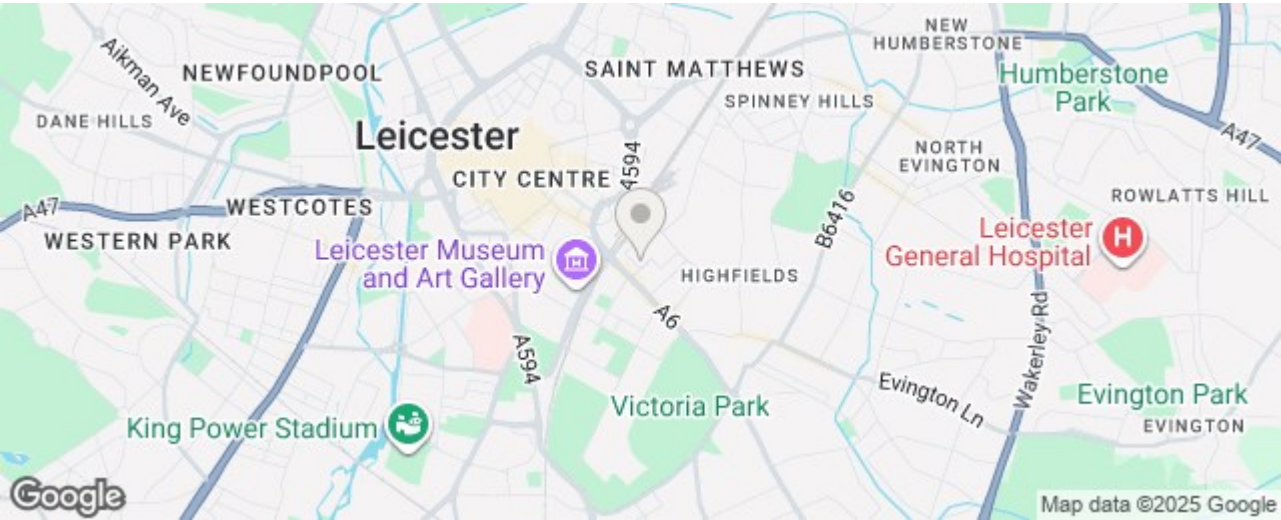 NEW
HUMBERSTONE
Aikman Ave
NEWFOUNDPOOL
SAINT MATTHEWS
Humberstone
Park
SPINNEY HILLS
DANE HILLS
Leicester
A47
A594
NORTH
EVINGTON
CITY CENTRE
ROWLATTS HILL
A47
WESTCOTES
B6416
WESTERN PARK
Leicester Museum
and Art Gallery
Leicester
General Hospital
H
HIGHFIELDS
A6
A594
Wakerley Rd
Evington Ln
Victoria Park
Evington Park
EVINGTON
King Power Stadium
Google
Map data ©2025 Google